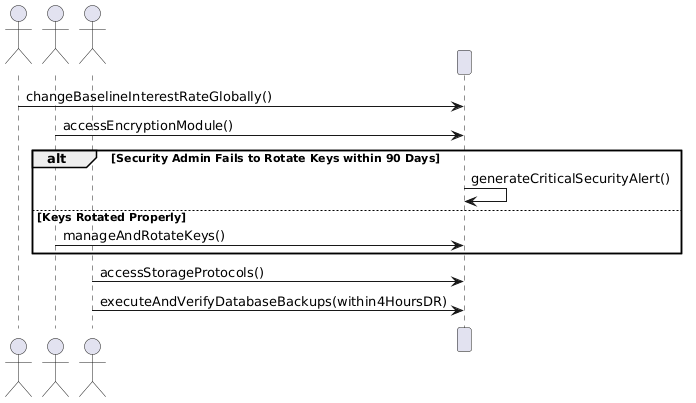 changeBaselineInterestRateGlobally()
accessEncryptionModule()
alt [Security Admin Fails to Rotate Keys within 90 Days]
generateCriticalSecurityAlert()
[Keys Rotated Properly]
manageAndRotateKeys()
accessStorageProtocols()
executeAndVerifyDatabaseBackups(within4HoursDR)